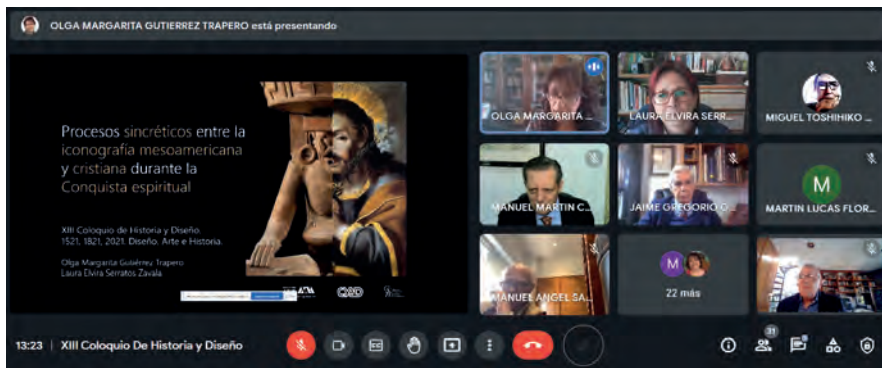 OLGA MARGARITA GUTIERREZ TRAPERO está presentando
Procesos sincréticos entre la
iconografía mesoamericana
y cristiana durante la
Conquista espiritual
XIII Coloquio de Historia y Diseño
1521, 1821, 2021. Diseño, Arte e Historia.
Olga Margarita Gutiérrez Trapero
Laura Elvira Serratos Zavala
OLGA MARGARITA ...
LAURA ELVIRA SERR...
MIGUEL TOSHIHIKO ...
MANUEL MARTIN C...
JAIME GREGORIO O...
M
MARTIN LUCAS FLOR...
MANUEL ANGEL SA...
M
22 más
13:23 | XIII Coloquio De Historia y Diseño
CC
31